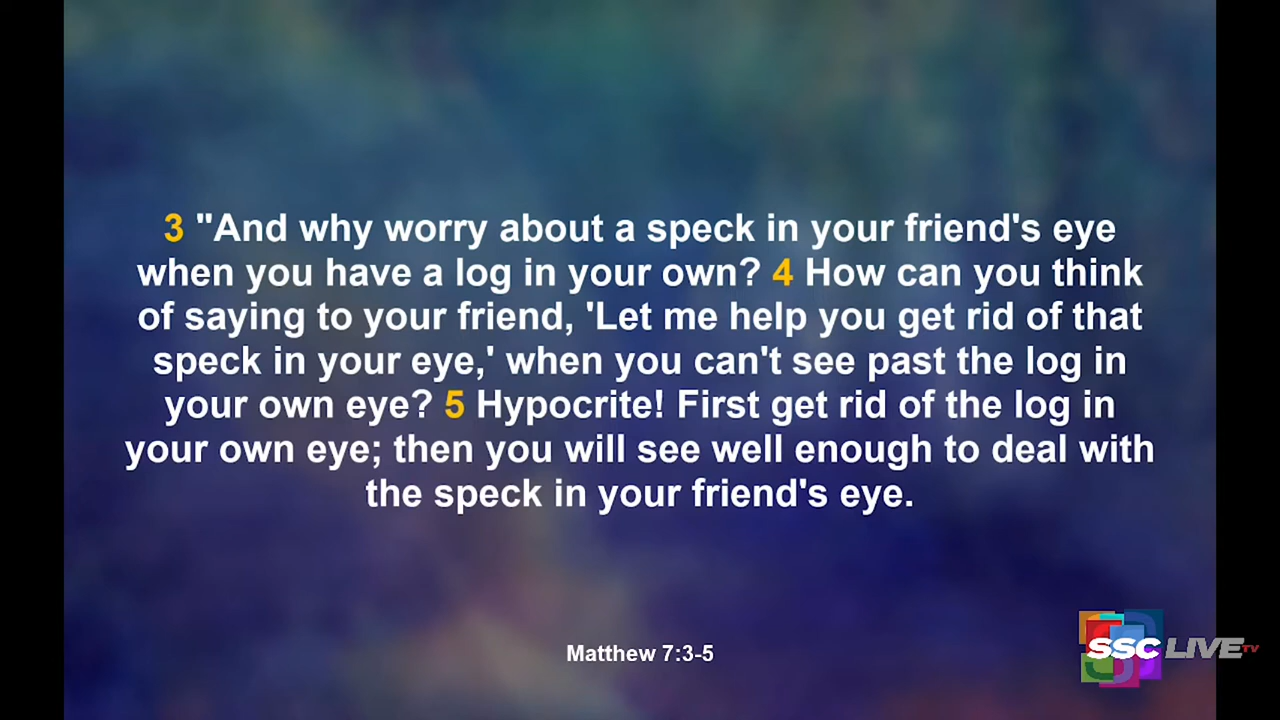 3 "And why worry about a speck in your friend's eye
when you have a log in your own? 4 How can you think
of saying to your friend, 'Let me help you get rid of that
speck in your eye,' when you can't see past the log in
your own eye? 5 Hypocrite! First get rid of the log in
your own eye; then you will see well enough to deal with
the speck in your friend's eye.
Matthew 7:3-5
SSC LIVE TV